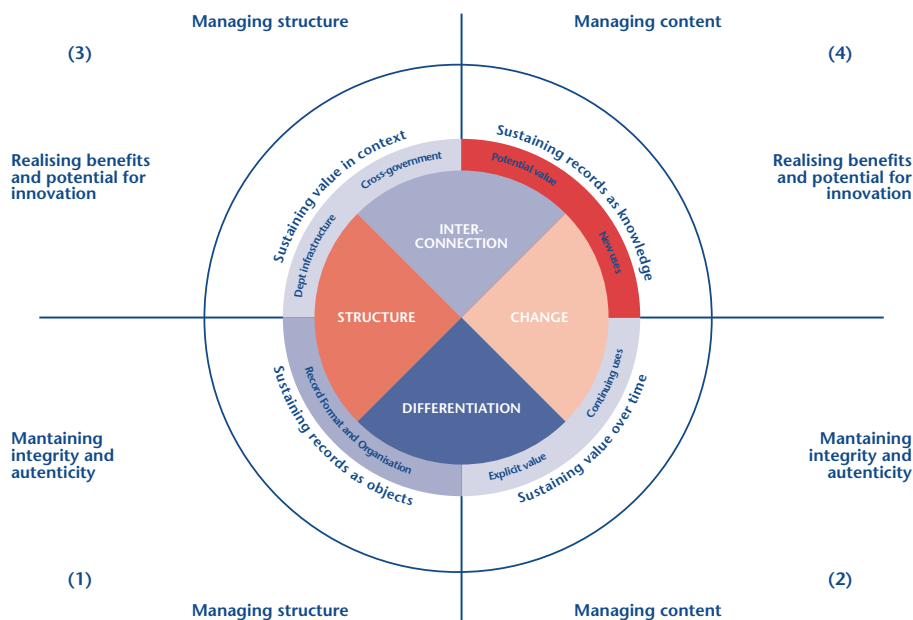 Managing structure
Managing content
(3)
(4)
Realising benefits
and potential for
innovation
Realising benefits
and potential for
innovation
Sustaining value in context
Sustaining records as knowledge
Cross-government
Potential value
Dept infrastructure
New uses
INTER-
CONNECTION
STRUCTURE
CHANGE
DIFFERENTIATION
Record Format and Organisation
Continuing uses
Explicit value
Sustaining records as objects
Sustaining value over time
Mantaining
integrity and
autenticity
Mantaining
integrity and
autenticity
(1)
(2)
Managing structure
Managing content